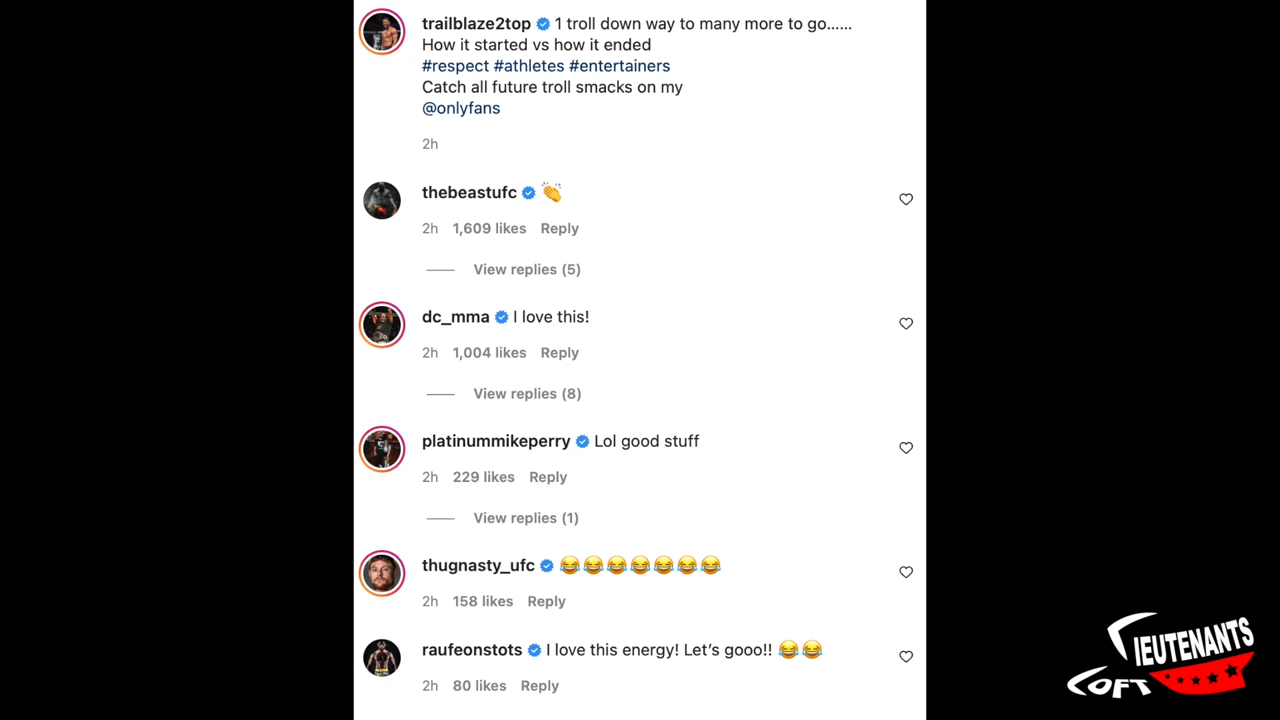 trailblaze2top 1 troll down way to many more to go......
How it started vs how it ended
#respect #athletes #entertainers
Catch all future troll smacks on my
@onlyfans
2h
thebeastufc 👏
2h 1,609 likes Reply
View replies (5)
dc_mma I love this!
2h 1,004 likes Reply
View replies (8)
platinummikeperry Lol good stuff
2h 229 likes Reply
View replies (1)
thugnasty_ufc 😂😂😂😂😂😂😂
2h 158 likes Reply
raufeonstots I love this energy! Let's gooo!! 😂😂
2h 80 likes Reply
LIEUTENANTS
LOFT